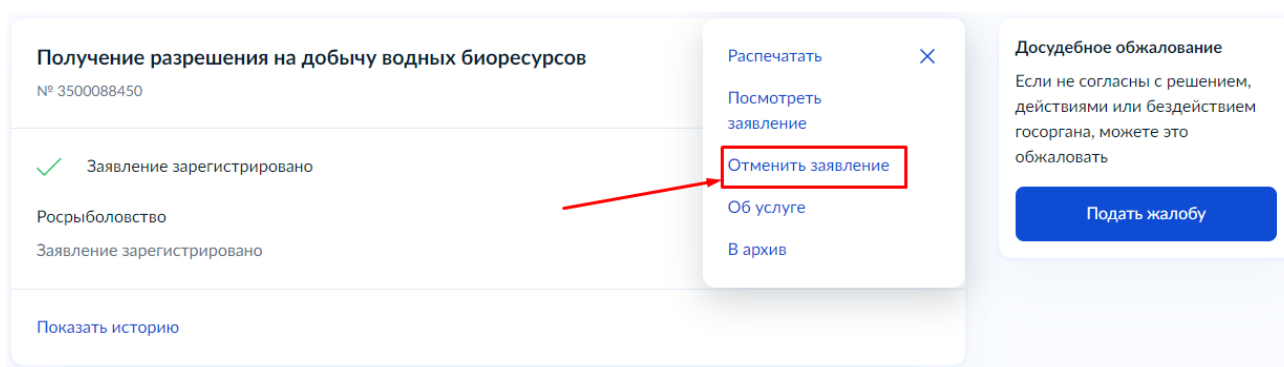 Получение разрешения на добычу водных биоресурсов
№ 3500088450
Заявление зарегистрировано
Росрыболовство
Заявление зарегистрировано
Показать историю
Распечатать
Посмотреть
заявление
Отменить заявление
Об услуге
В архив
Досудебное обжалование
Если не согласны с решением,
действиями или бездействием
госоргана, можете это
обжаловать
Подать жалобу